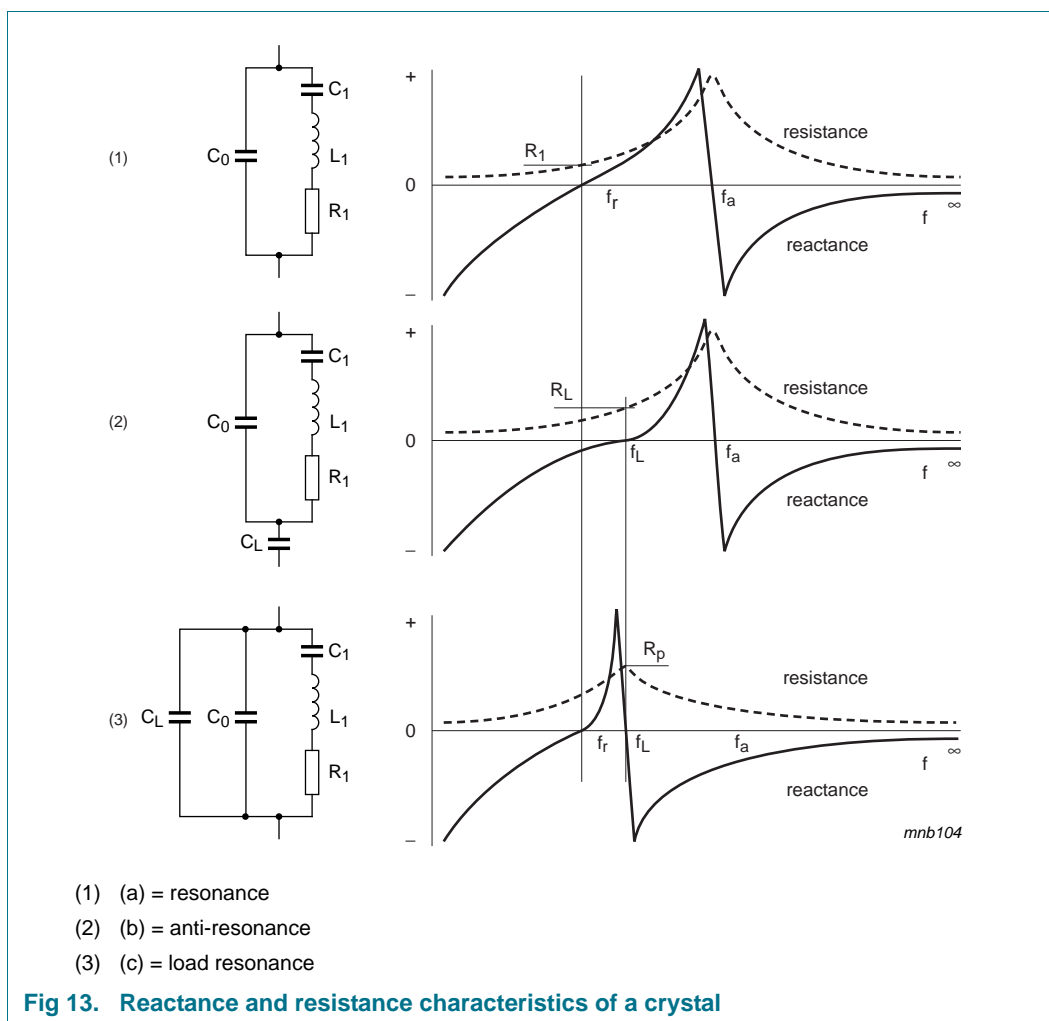 +
C1
R1
resistance
(1)
C0
L1
0
fr
fa
f
∞
R1
reactance
−
+
C1
RL
resistance
(2)
C0
L1
0
fL
fa
f
∞
R1
reactance
CL
−
+
C1
Rp
resistance
(3)
CL
C0
L1
0
fr
fL
fa
f
∞
R1
reactance
−
mnb104
(1) (a) = resonance
(2) (b) = anti-resonance
(3) (c) = load resonance
Fig 13. Reactance and resistance characteristics of a crystal